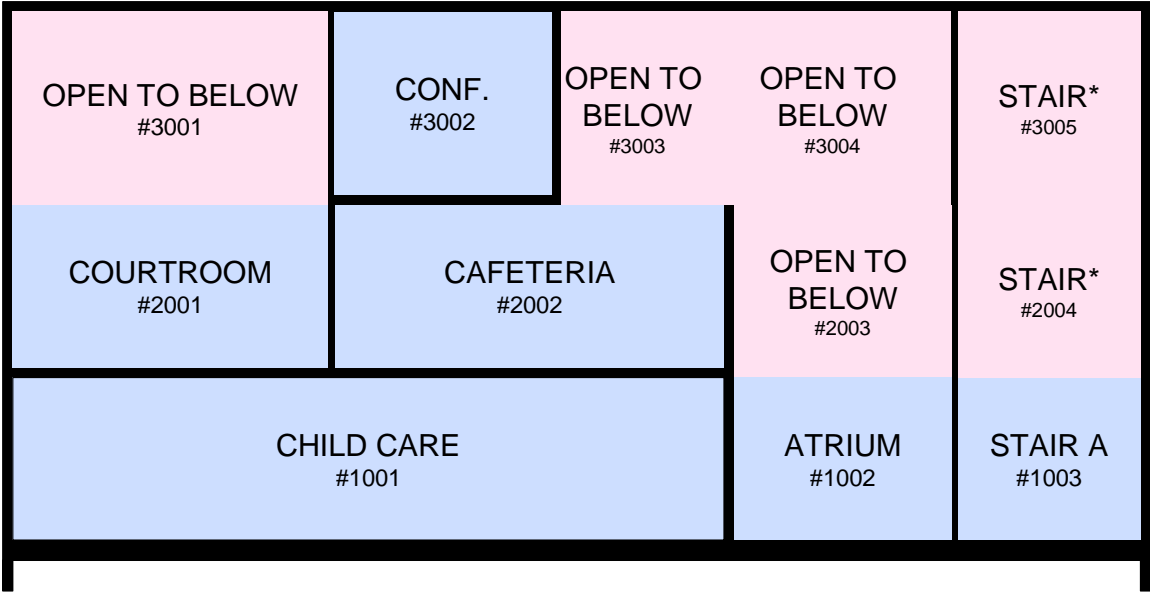 OPEN TO BELOW
#3001
CONF.
#3002
OPEN TO
BELOW
#3003
OPEN TO
BELOW
#3004
STAIR*
#3005
COURTROOM
#2001
CAFETERIA
#2002
OPEN TO
BELOW
#2003
STAIR*
#2004
CHILD CARE
#1001
ATRIUM
#1002
STAIR A
#1003